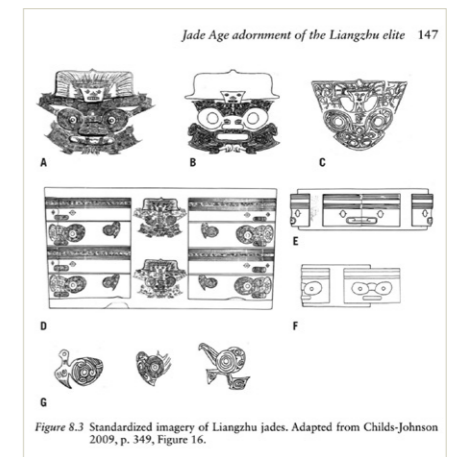 Jade Age adornment of the Liangzhu elite 147
A B C
E
D F
G
Figure 8.3 Standardized imagery of Liangzhu jades. Adapted from Childs-Johnson
2009, p. 349, Figure 16.